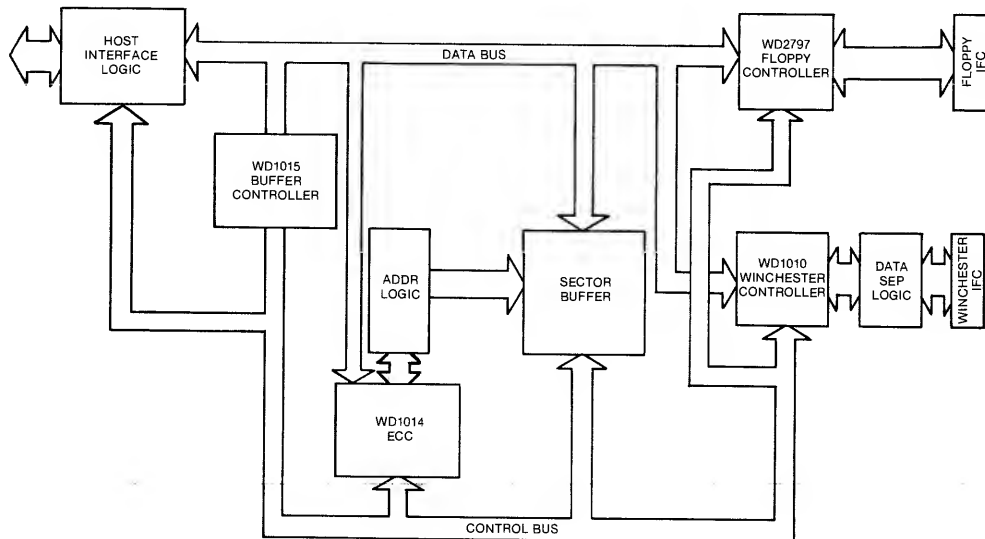 HOST
INTERFACE
LOGIC
DATA BUS
WD2797
FLOPPY
CONTROLLER
FLOPPY
IFC
WD1015
BUFFER
CONTROLLER
ADDR
LOGIC
SECTOR
BUFFER
WD1010
WINCHESTER
CONTROLLER
DATA
SEP
LOGIC
WINCHESTER
IFC
WD1014
ECC
CONTROL BUS